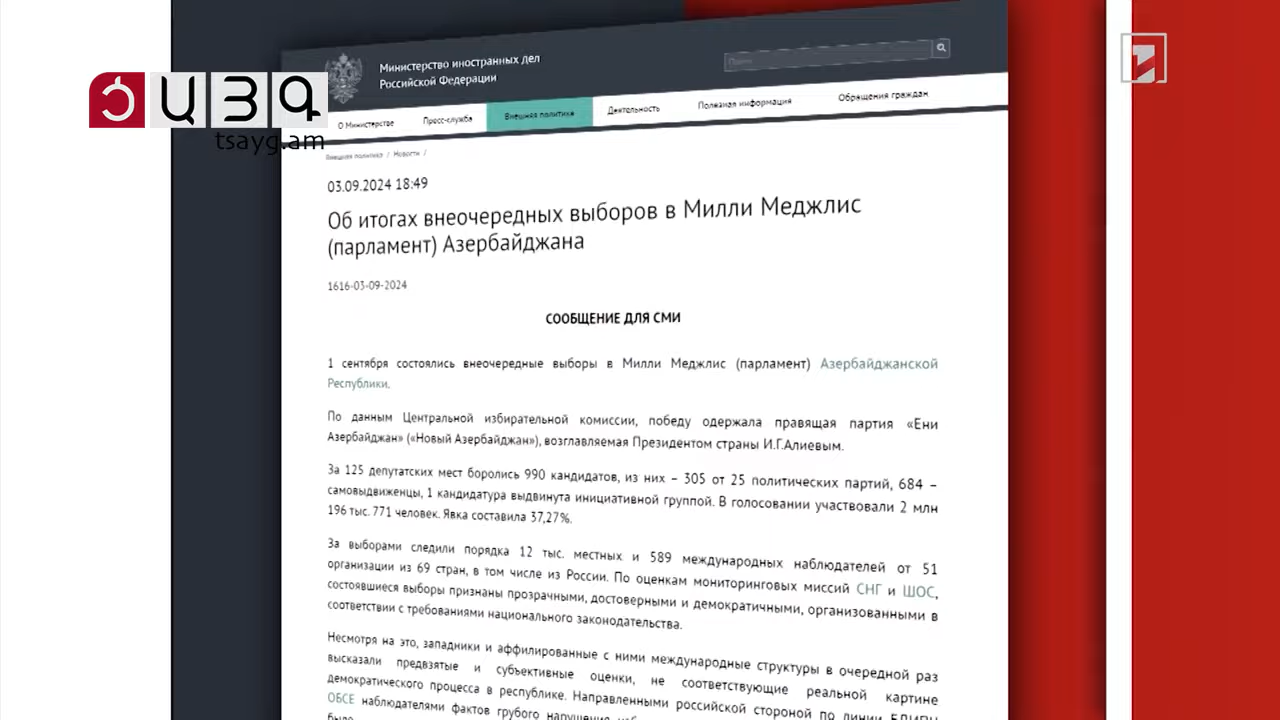 ՇԱՅԳ
tsayg.am
1
Министерство иностранных дел
Российской Федерации
Поиск
О Министерстве
Пресс-служба
Внешняя политика
Деятельность
Полезная информация
Обращения граждан
Внешняя политика / Новости /
03.09.2024 18:49
Об итогах внеочередных выборов в Милли Меджлис
(парламент) Азербайджана
1616-03-09-2024
СООБЩЕНИЕ ДЛЯ СМИ
1 сентября состоялись внеочередные выборы в Милли Меджлис (парламент) Азербайджанской
Республики.
По данным Центральной избирательной комиссии, победу одержала правящая партия «Ени
Азербайджан» («Новый Азербайджан»), возглавляемая Президентом страны И.Г.Алиевым.
За 125 депутатских мест боролись 990 кандидатов, из них – 305 от 25 политических партий, 684 –
самовыдвиженцы, 1 кандидатура выдвинута инициативной группой. В голосовании участвовали 2 млн
196 тыс. 771 человек. Явка составила 37,27%.
За выборами следили порядка 12 тыс. местных и 589 международных наблюдателей от 51
организации из 69 стран, в том числе из России. По оценкам мониторинговых миссий СНГ и ШОС,
состоявшиеся выборы признаны прозрачными, достоверными и демократичными, организованными в
соответствии с требованиями национального законодательства.
Несмотря на это, западники и аффилированные с ними международные структуры в очередной раз
высказали предвзятые и субъективные оценки, не соответствующие реальной картине
демократического процесса в республике. Направленными российской стороной по линии
ОБСЕ наблюдателями фактов грубого нарушения